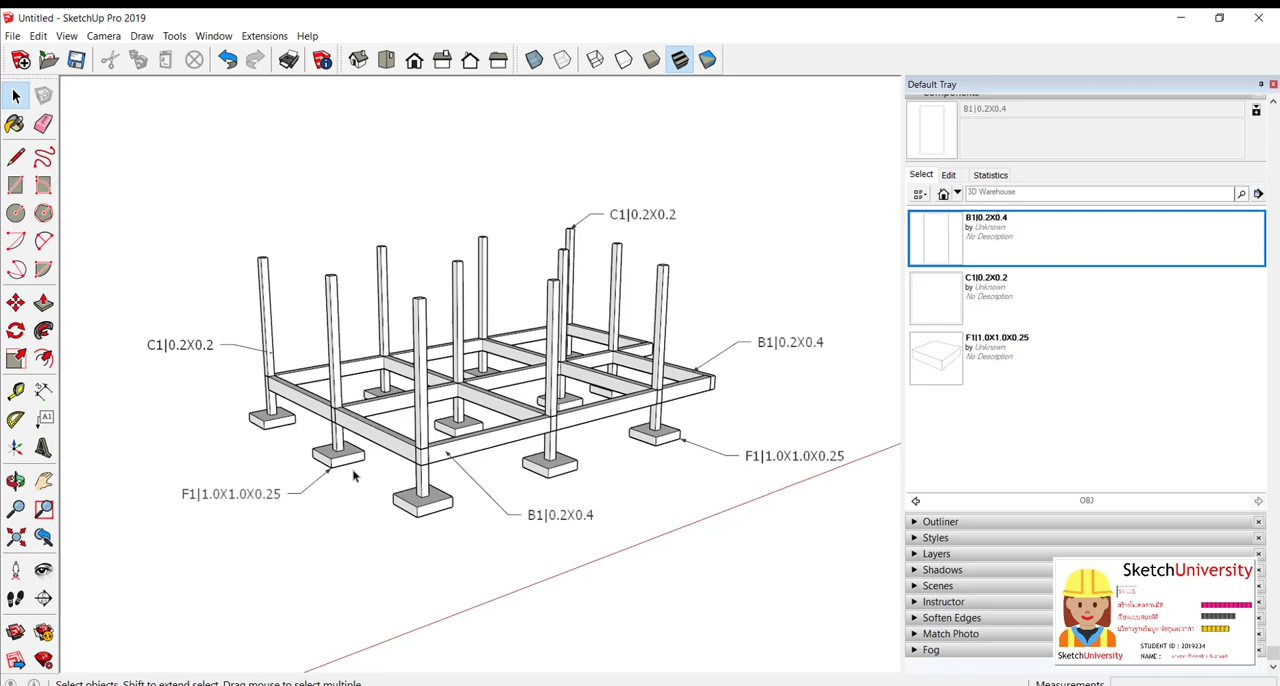 Untitled - SketchUp Pro 2019
File Edit View Camera Draw Tools Window Extensions Help
Default Tray
Components
B1|0.2X0.4
Select Edit Statistics
3D Warehouse
B1|0.2X0.4
by Unknown
No Description
C1|0.2X0.2
by Unknown
No Description
F1|1.0X1.0X0.25
by Unknown
No Description
OBJ
Outliner
Styles
Layers
Shadows
Scenes
Instructor
Soften Edges
Match Photo
Fog
A1
C1|0.2X0.2
C1|0.2X0.2
B1|0.2X0.4
F1|1.0X1.0X0.25
F1|1.0X1.0X0.25
B1|0.2X0.4
SketchUniversity
SKILLS
SketchUniversity
STUDENT ID : 2019234
NAME :
Select objects. Shift to extend select. Drag mouse to select multiple.
Measurements